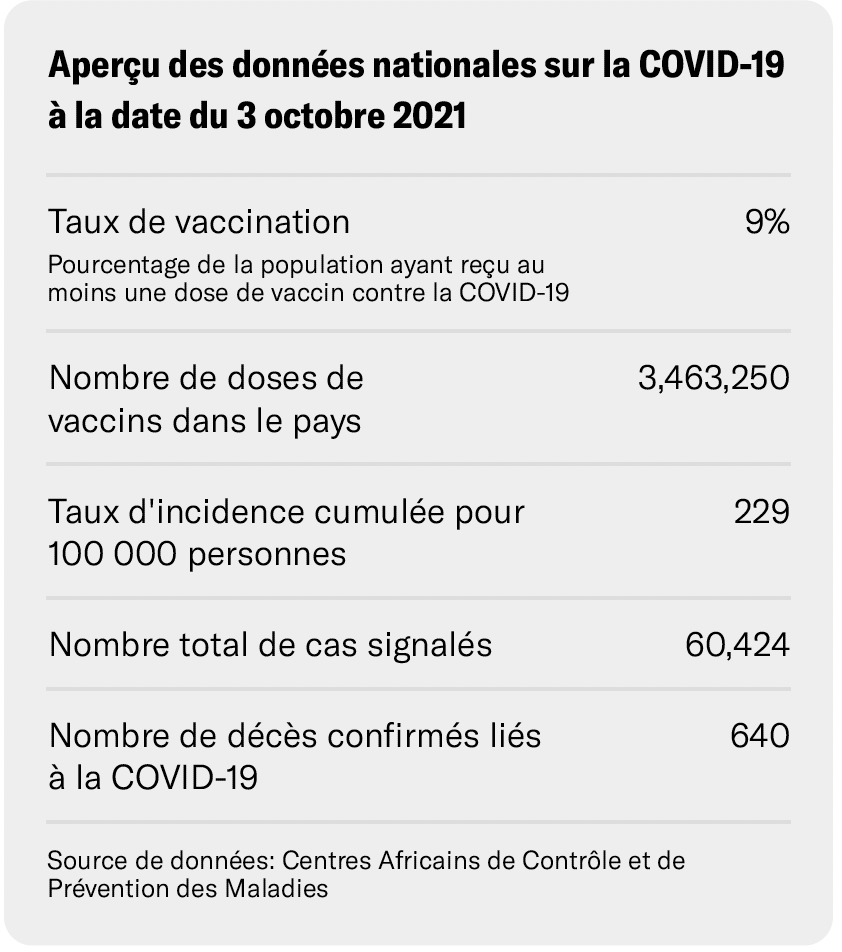 Aperçu des données nationales sur la COVID-19
à la date du 3 octobre 2021
Taux de vaccination 9%
Pourcentage de la population ayant reçu au
moins une dose de vaccin contre la COVID-19
Nombre de doses de 3,463,250
vaccins dans le pays
Taux d'incidence cumulée pour 229
100 000 personnes
Nombre total de cas signalés 60,424
Nombre de décès confirmés liés 640
à la COVID-19
Source de données: Centres Africains de Contrôle et de
Prévention des Maladies